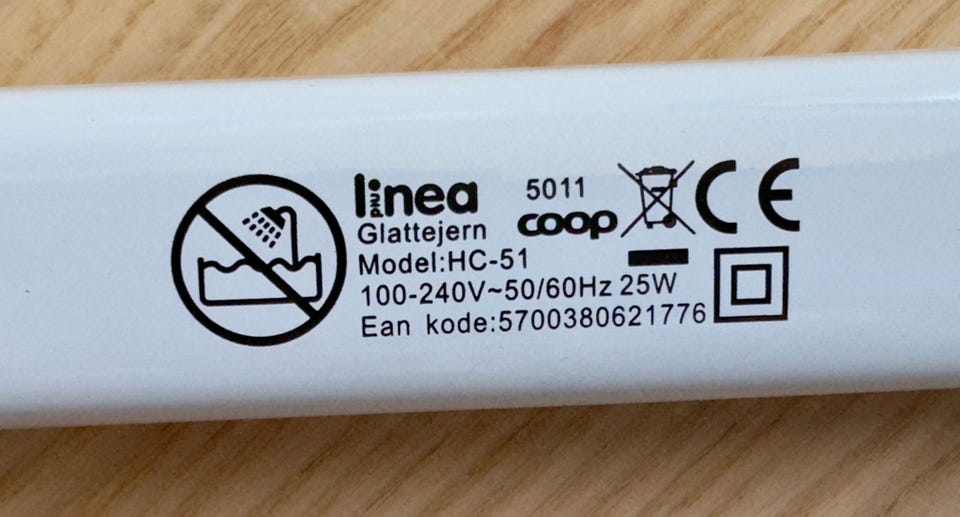 linea
5011
coop
CE
Glattejern
Model:HC-51
100-240V~50/60Hz 25W
Ean kode:5700380621776